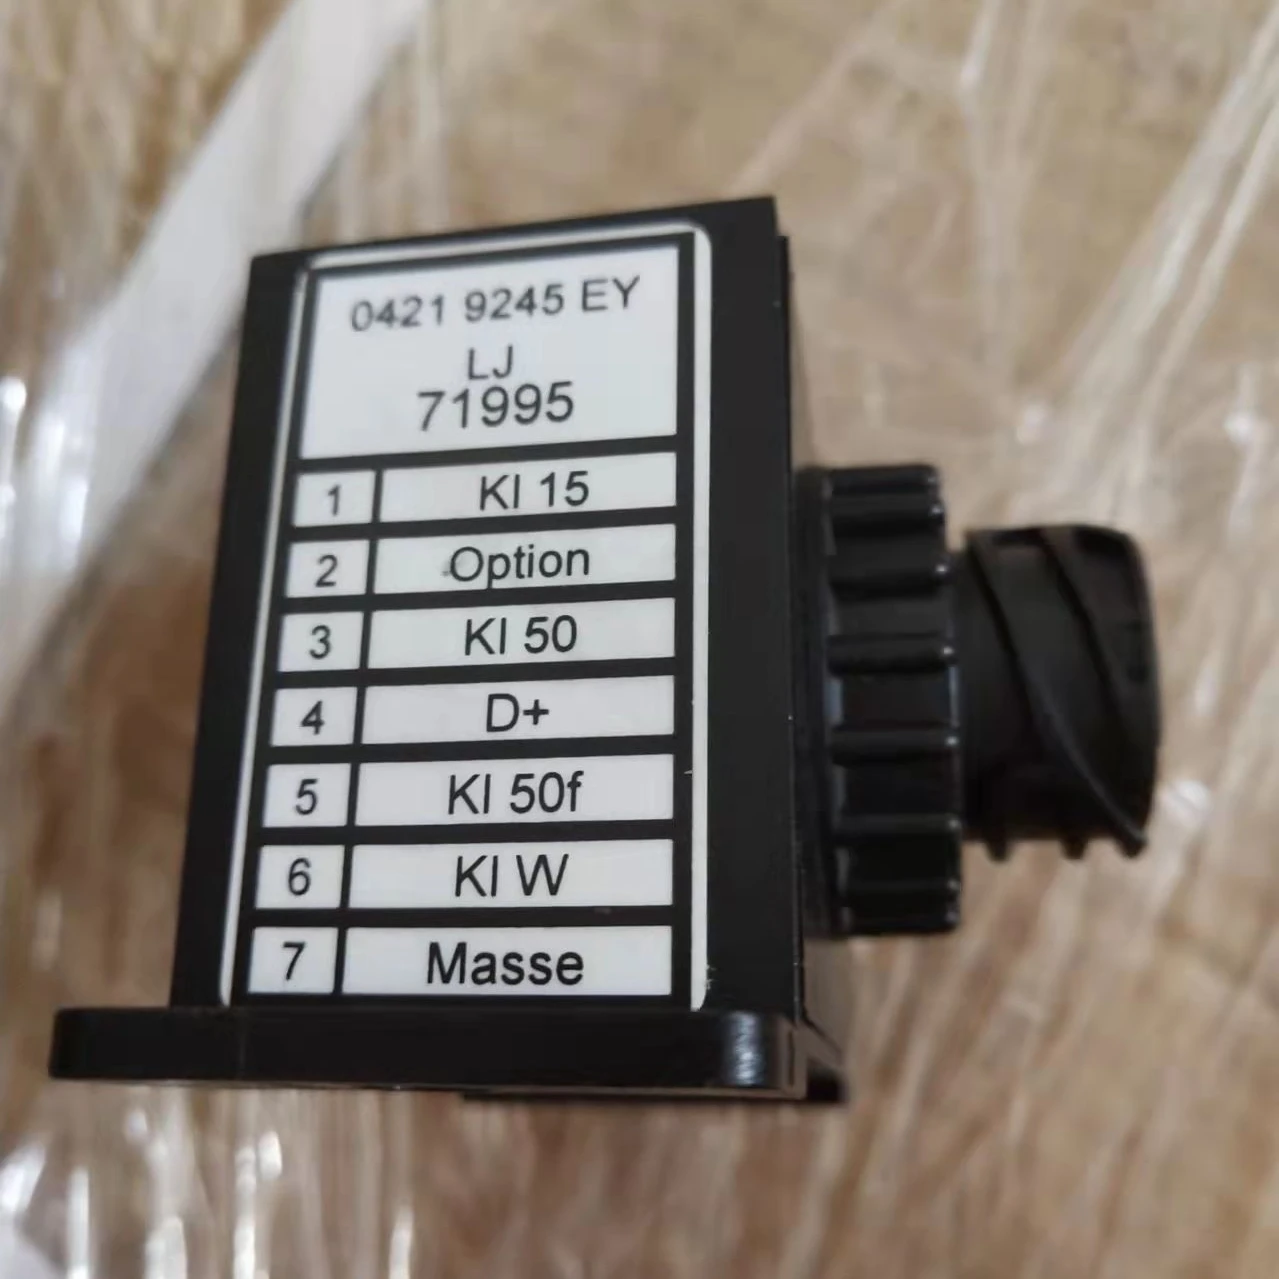 0421 9245 EY
LJ
71995
1 Kl 15
2 Option
3 Kl 50
4 D+
5 Kl 50f
6 Kl W
7 Masse